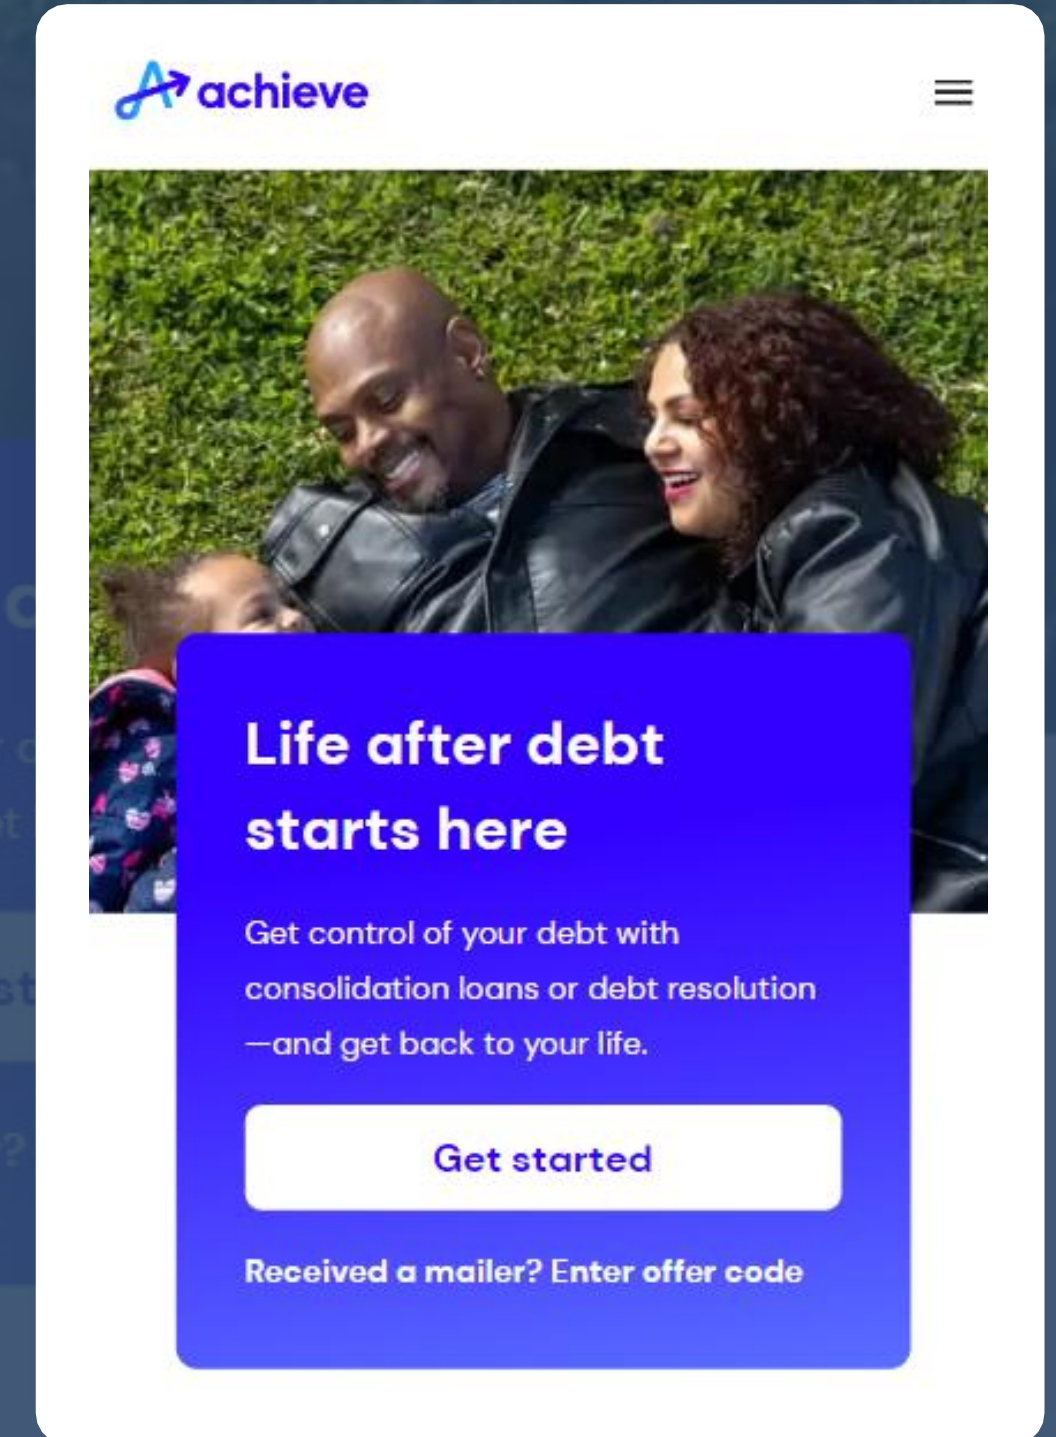 achieve
Life after debt
starts here
Get control of your debt with
consolidation loans or debt resolution
—and get back to your life.
Get started
Received a mailer? Enter offer code